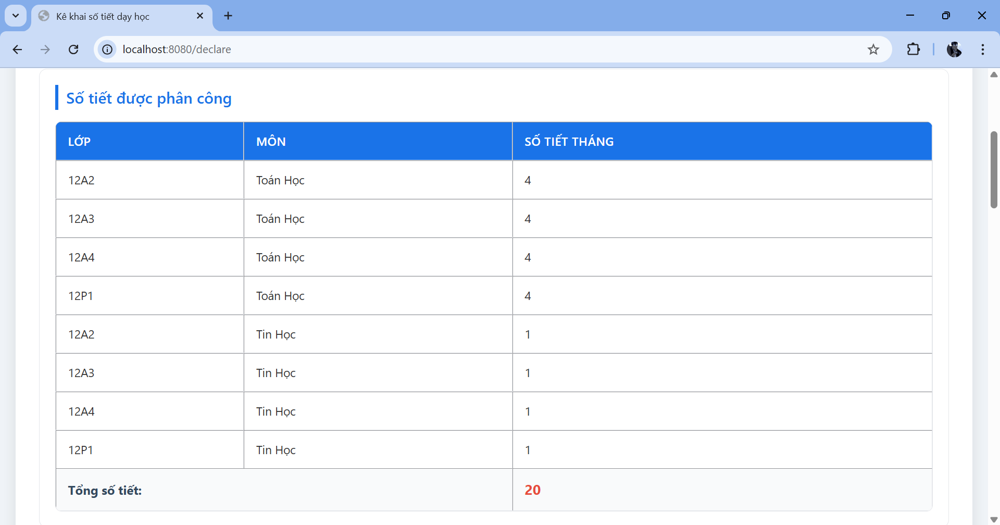 Kê khai số tiết dạy học
localhost:8080/declare
Số tiết được phân công
LỚP MÔN SỐ TIẾT THÁNG
12A2 Toán Học 4
12A3 Toán Học 4
12A4 Toán Học 4
12P1 Toán Học 4
12A2 Tin Học 1
12A3 Tin Học 1
12A4 Tin Học 1
12P1 Tin Học 1
Tổng số tiết: 20